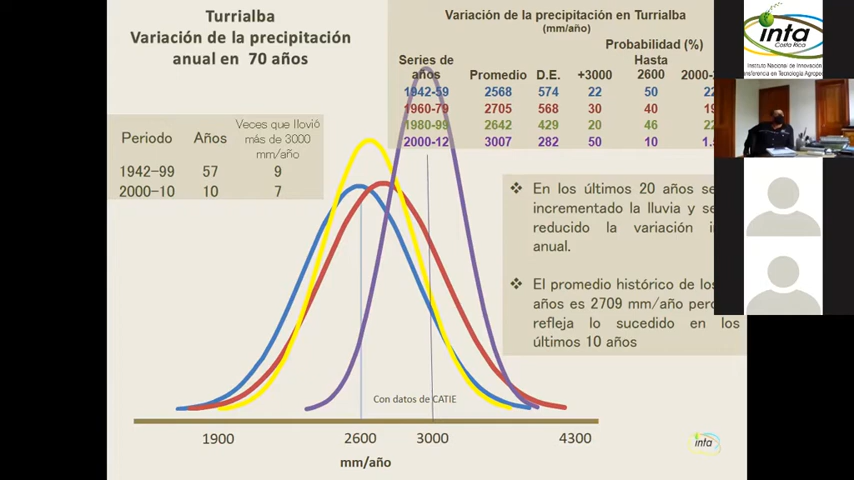 Turrialba
Variación de la precipitación
anual en 70 años
Variación de la precipitación en Turrialba
(mm/año)
Probabilidad (%)
Series de años Promedio D.E. +3000 Hasta 2600
1942-59 2568 574 22 50
1960-79 2705 568 30 40
1980-99 2642 429 20 46
2000-12 3007 282 50 10
Periodo Años Veces que llovió más de 3000 mm/año
1942-99 57 9
2000-10 10 7
❖ En los últimos 20 años
incrementado la lluvia y
reducido la variación
anual.
❖ El promedio histórico de
años es 2709 mm/año
refleja lo sucedido en los
últimos 10 años
Con datos de CATIE
1900 2600 3000 4300
mm/año
inta
inta
Costa Rica
Instituto Nacional de Innovación